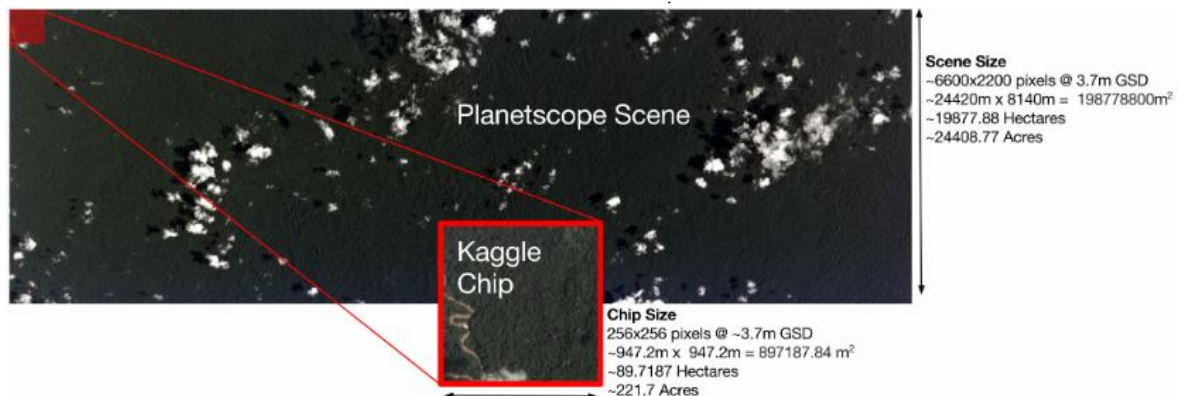 Planetscope Scene
Scene Size
~6600x2200 pixels @ 3.7m GSD
~24420m x 8140m = 198778800m²
~19877.88 Hectares
~24408.77 Acres
Kaggle
Chip
Chip Size
256x256 pixels @ ~3.7m GSD
~947.2m x 947.2m = 897187.84 m²
~89.7187 Hectares
~221.7 Acres